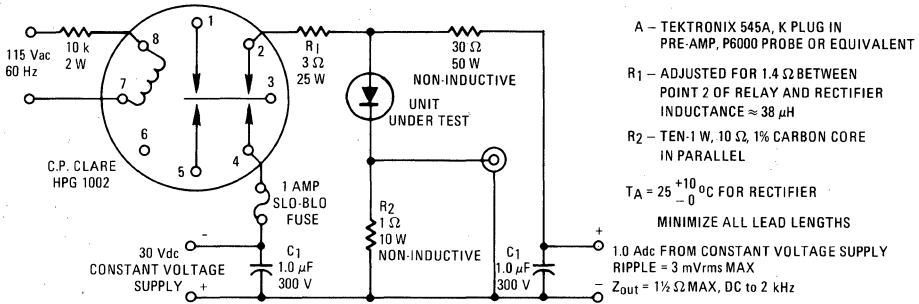 115 Vac
60 Hz
10 k
2 W
8
7
6
1
2
3
4
5
C.P. CLARE
HPG 1002
R1
3 Ω
25 W
30 Ω
50 W
NON-INDUCTIVE
UNIT
UNDER TEST
1 AMP
SLO-BLO
FUSE
R2
1 Ω
10 W
NON-INDUCTIVE
30 Vdc
CONSTANT VOLTAGE
SUPPLY
-
+
C1
1.0 μF
300 V
C1
1.0 μF
300 V
A – TEKTRONIX 545A, K PLUG IN
PRE-AMP, P6000 PROBE OR EQUIVALENT
R1 – ADJUSTED FOR 1.4 Ω BETWEEN
POINT 2 OF RELAY AND RECTIFIER
INDUCTANCE ≈ 38 μH
R2 – TEN-1 W, 10 Ω, 1% CARBON CORE
IN PARALLEL
TA = 25 +10 -0 °C FOR RECTIFIER
MINIMIZE ALL LEAD LENGTHS
+
1.0 Adc FROM CONSTANT VOLTAGE SUPPLY
RIPPLE = 3 mVrms MAX
- Zout = 1½ Ω MAX, DC to 2 kHz